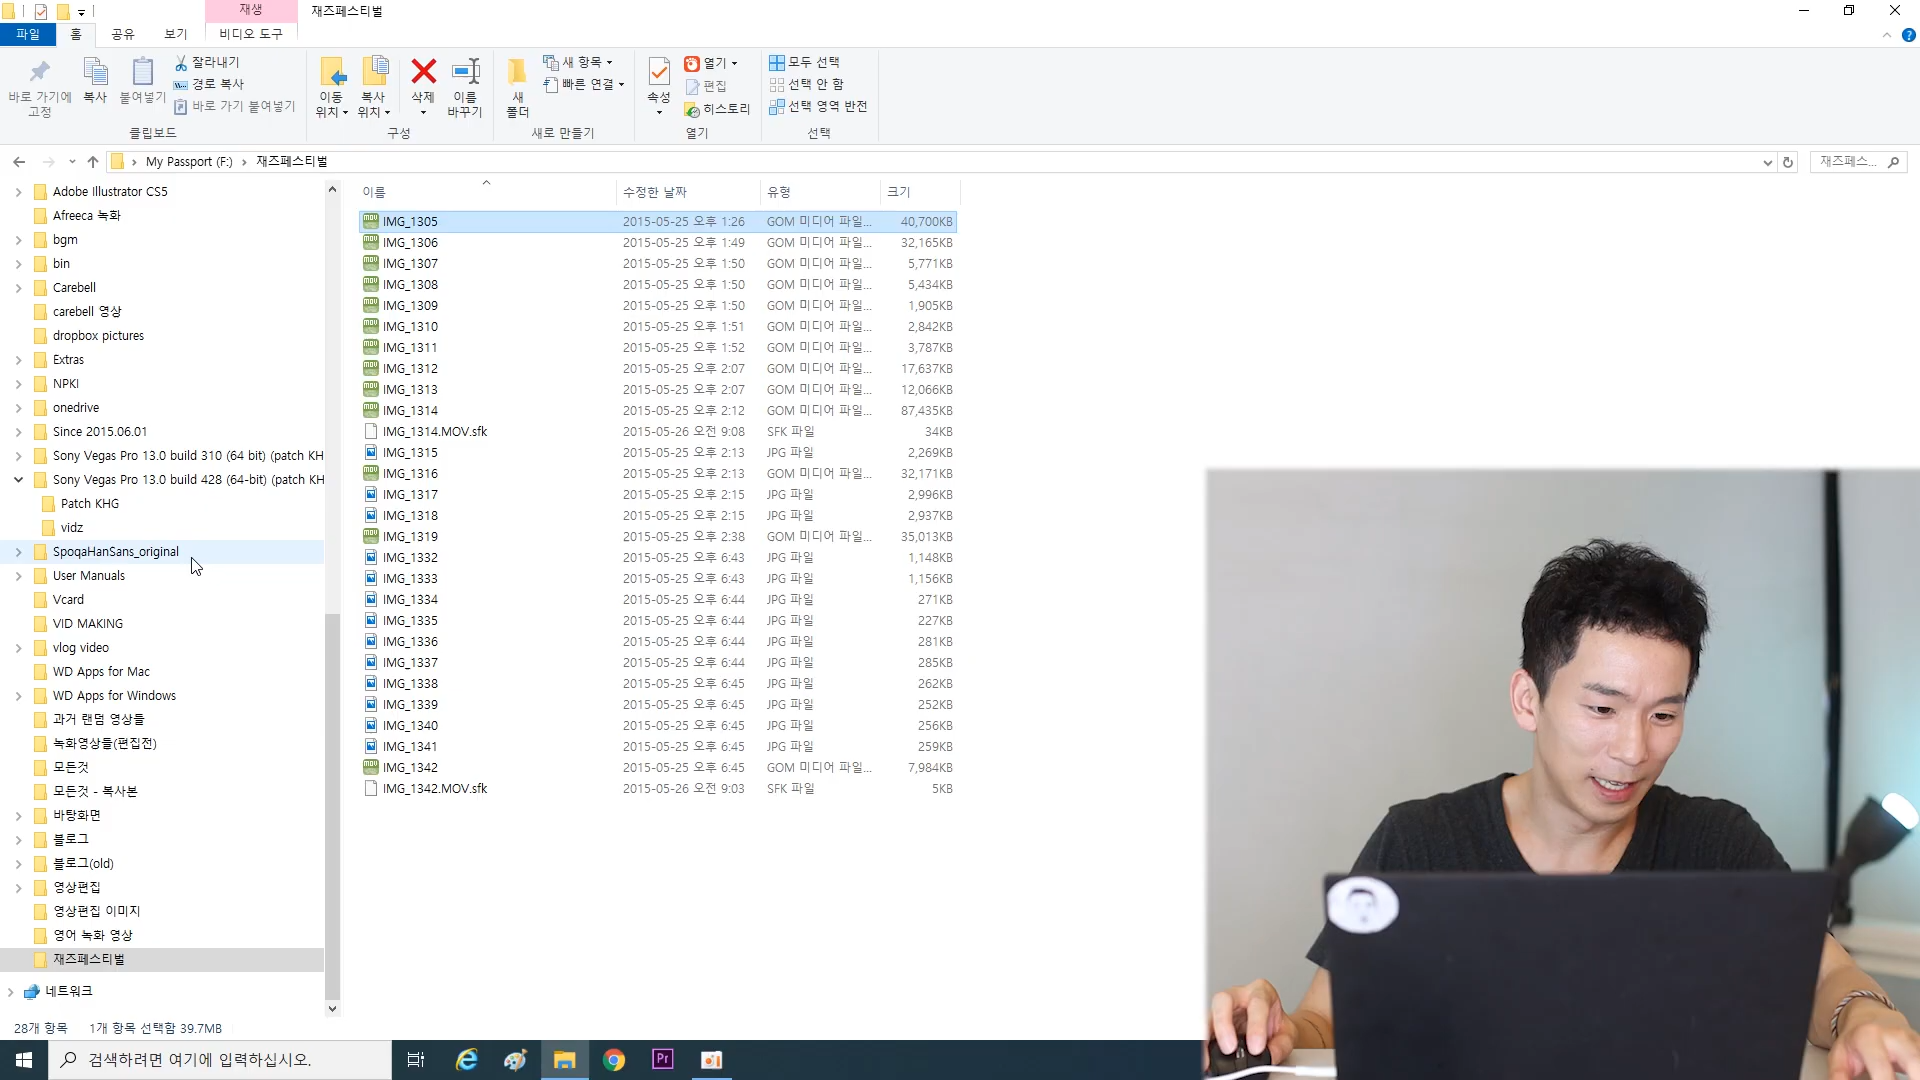 재생
재즈페스티벌
파일
홈
공유
보기
비디오 도구
바로 가기에
고정
복사
붙여넣기
잘라내기
경로 복사
바로 가기 붙여넣기
클립보드
이동
위치
복사
위치
삭제
이름
바꾸기
구성
새
폴더
새 항목
빠른 연결
새로 만들기
속성
열기
편집
히스토리
열기
모두 선택
선택 안 함
선택 영역 반전
선택
My Passport (F:)
재즈페스티벌
재즈페스...
Adobe Illustrator CS5
Afreeca 녹화
bgm
bin
Carebell
carebell 영상
dropbox pictures
Extras
NPKI
onedrive
Since 2015.06.01
Sony Vegas Pro 13.0 build 310 (64 bit) (patch KH
Sony Vegas Pro 13.0 build 428 (64-bit) (patch KH
Patch KHG
vidz
SpoqaHanSans_original
User Manuals
Vcard
VID MAKING
vlog video
WD Apps for Mac
WD Apps for Windows
과거 랜덤 영상들
녹화영상들(편집전)
모든것
모든것 - 복사본
바탕화면
블로그
블로그(old)
영상편집
영상편집 이미지
영어 녹화 영상
재즈페스티벌
네트워크
이름 수정한 날짜 유형 크기
IMG_1305 2015-05-25 오후 1:26 GOM 미디어 파일... 40,700KB
IMG_1306 2015-05-25 오후 1:49 GOM 미디어 파일... 32,165KB
IMG_1307 2015-05-25 오후 1:50 GOM 미디어 파일... 5,771KB
IMG_1308 2015-05-25 오후 1:50 GOM 미디어 파일... 5,434KB
IMG_1309 2015-05-25 오후 1:50 GOM 미디어 파일... 1,905KB
IMG_1310 2015-05-25 오후 1:51 GOM 미디어 파일... 2,842KB
IMG_1311 2015-05-25 오후 1:52 GOM 미디어 파일... 3,787KB
IMG_1312 2015-05-25 오후 2:07 GOM 미디어 파일... 17,637KB
IMG_1313 2015-05-25 오후 2:07 GOM 미디어 파일... 12,066KB
IMG_1314 2015-05-25 오후 2:12 GOM 미디어 파일... 87,435KB
IMG_1314.MOV.sfk 2015-05-26 오전 9:08 SFK 파일 34KB
IMG_1315 2015-05-25 오후 2:13 JPG 파일 2,269KB
IMG_1316 2015-05-25 오후 2:13 GOM 미디어 파일... 32,171KB
IMG_1317 2015-05-25 오후 2:15 JPG 파일 2,996KB
IMG_1318 2015-05-25 오후 2:15 JPG 파일 2,937KB
IMG_1319 2015-05-25 오후 2:38 GOM 미디어 파일... 35,013KB
IMG_1332 2015-05-25 오후 6:43 JPG 파일 1,148KB
IMG_1333 2015-05-25 오후 6:43 JPG 파일 1,156KB
IMG_1334 2015-05-25 오후 6:44 JPG 파일 271KB
IMG_1335 2015-05-25 오후 6:44 JPG 파일 227KB
IMG_1336 2015-05-25 오후 6:44 JPG 파일 281KB
IMG_1337 2015-05-25 오후 6:44 JPG 파일 285KB
IMG_1338 2015-05-25 오후 6:45 JPG 파일 262KB
IMG_1339 2015-05-25 오후 6:45 JPG 파일 252KB
IMG_1340 2015-05-25 오후 6:45 JPG 파일 256KB
IMG_1341 2015-05-25 오후 6:45 JPG 파일 259KB
IMG_1342 2015-05-25 오후 6:45 GOM 미디어 파일... 7,984KB
IMG_1342.MOV.sfk 2015-05-26 오전 9:03 SFK 파일 5KB
28개 항목 1개 항목 선택함 39.7MB
검색하려면 여기에 입력하십시오.
Pr